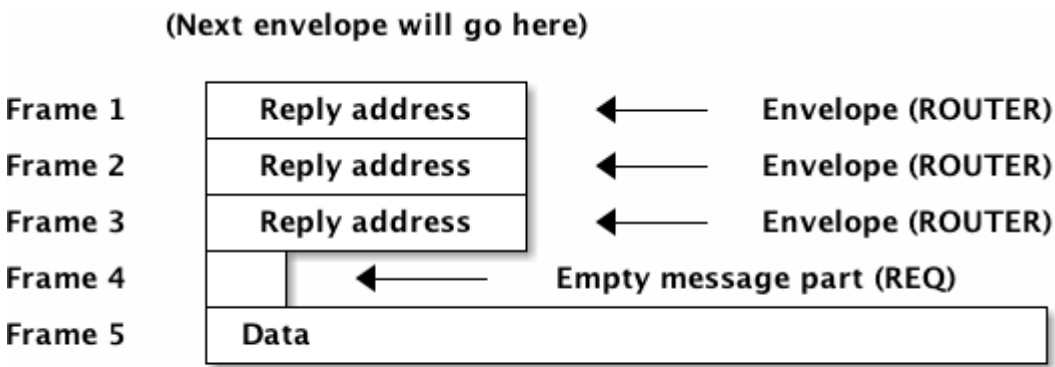 (Next envelope will go here)
Frame 1 Reply address Envelope (ROUTER)
Frame 2 Reply address Envelope (ROUTER)
Frame 3 Reply address Envelope (ROUTER)
Frame 4 Empty message part (REQ)
Frame 5 Data